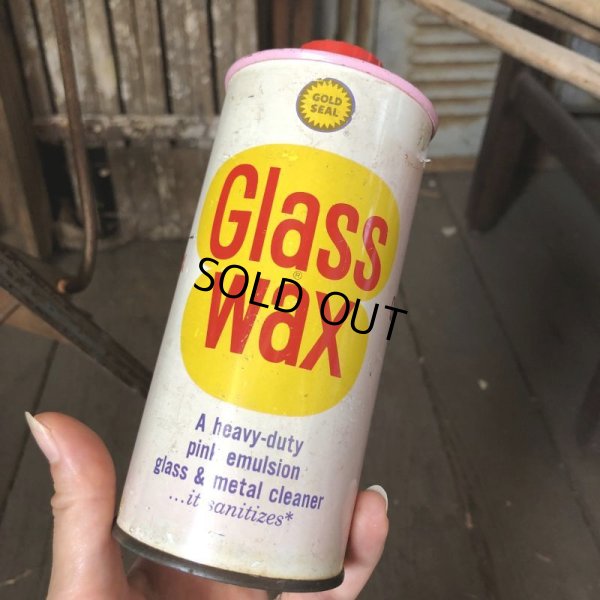 GOLD
SEAL
Glass
®
wax
SOLD OUT
A heavy-duty
pink emulsion
glass & metal cleaner
...it sanitizes*